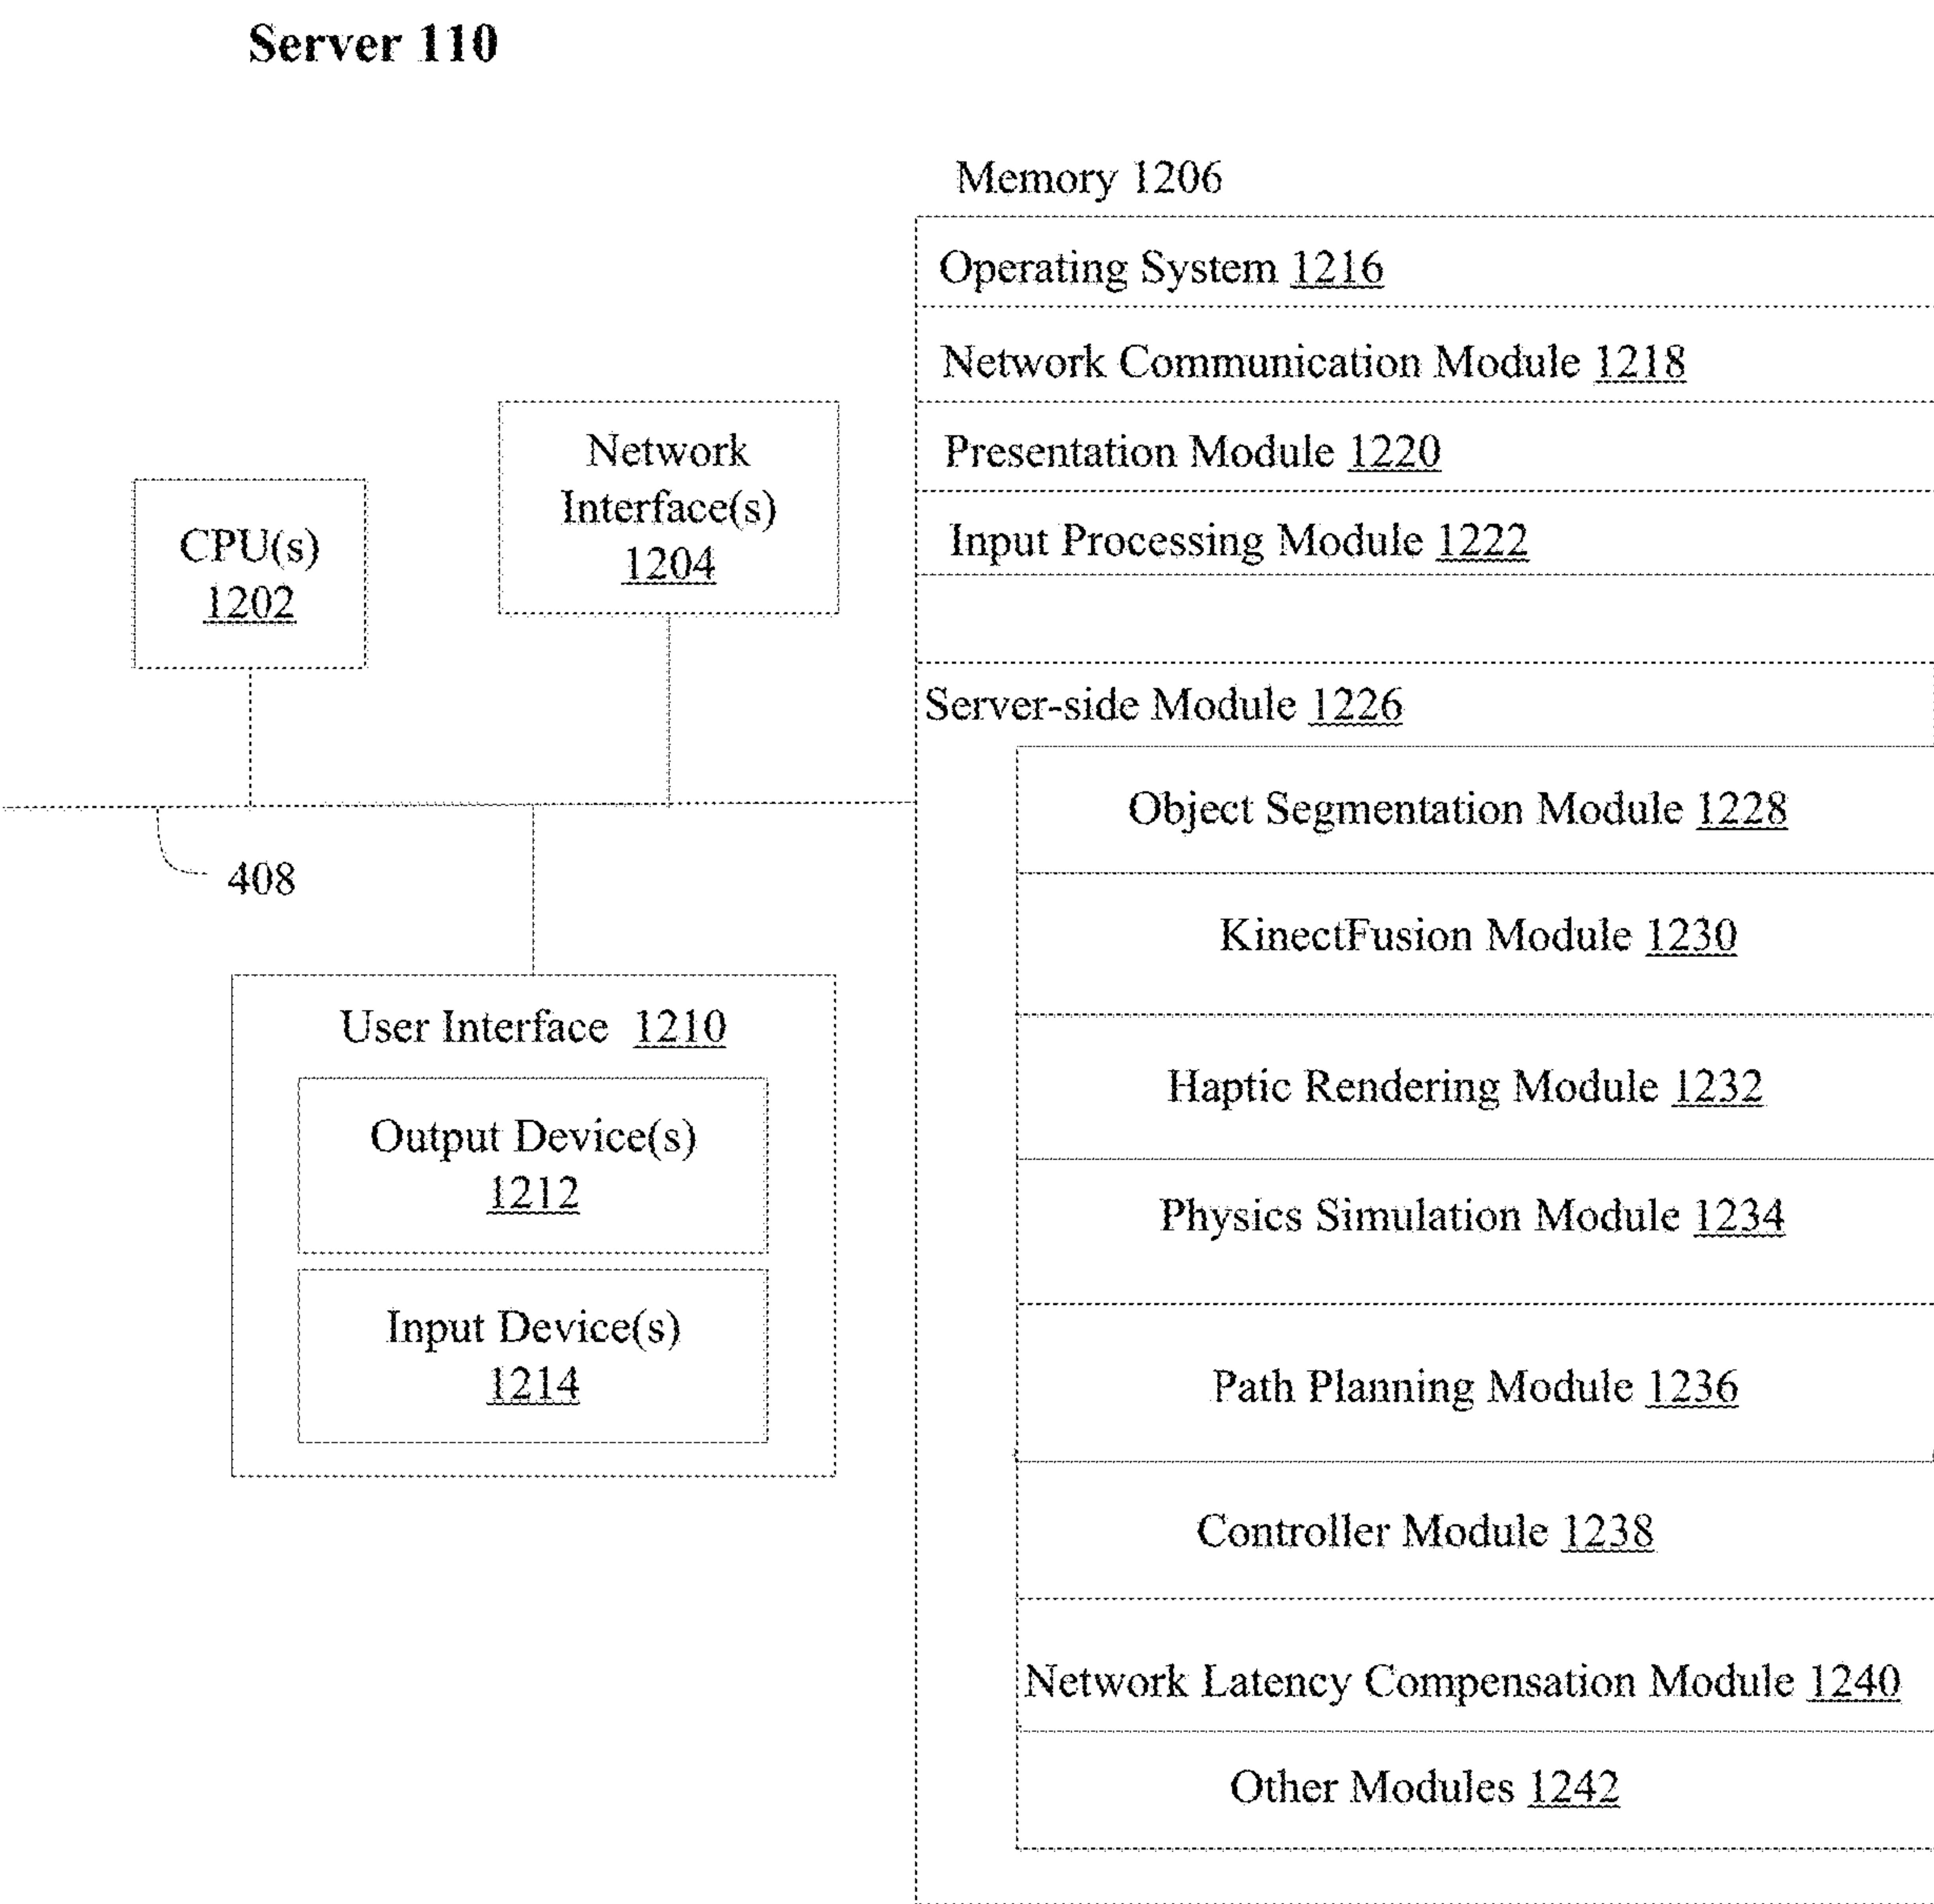 Server 110
Memory 1206
Operating System 1216
Network Communication Module 1218
Presentation Module 1220
Input Processing Module 1222
Server-side Module 1226
Object Segmentation Module 1228
KinectFusion Module 1230
Haptic Rendering Module 1232
Physics Simulation Module 1234
Path Planning Module 1236
Controller Module 1238
Network Latency Compensation Module 1240
Other Modules 1242
CPU(s)
1202
Network
Interface(s)
1204
408
User Interface 1210
Output Device(s)
1212
Input Device(s)
1214